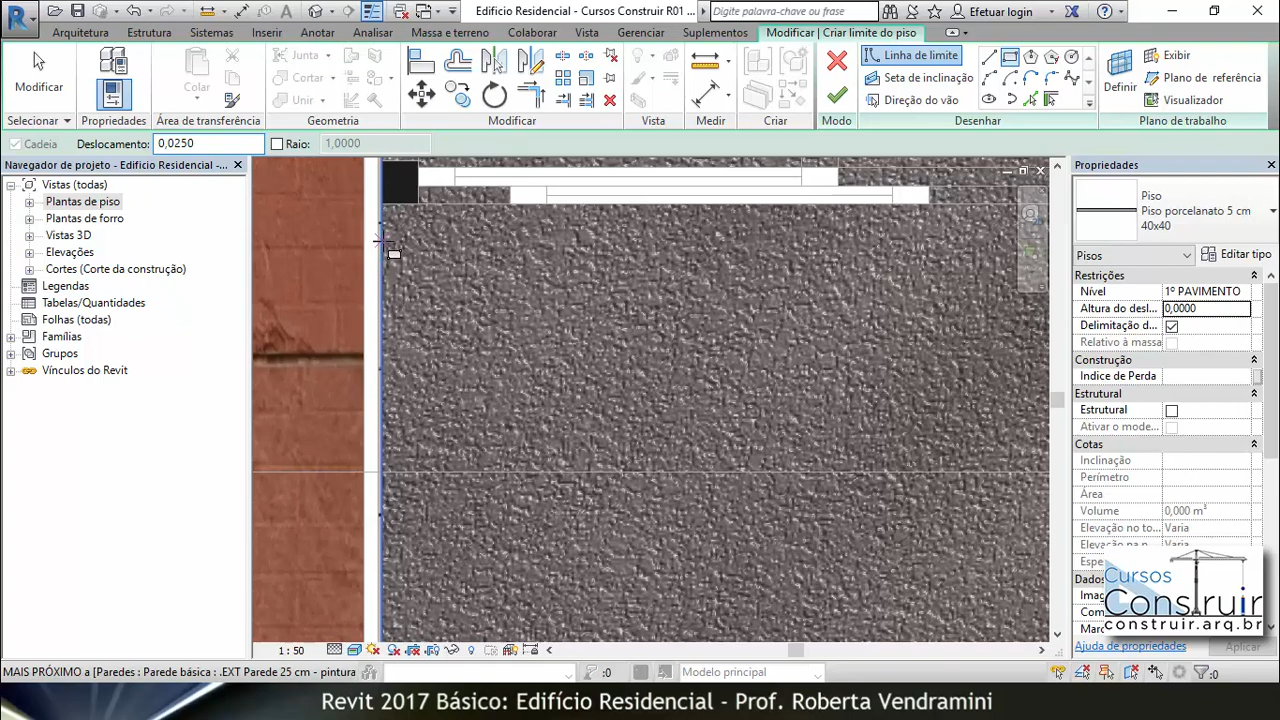 Edificio Residencial - Cursos Construir R01
Digite palavra-chave ou frase
Efetuar login
Arquitetura
Estrutura
Sistemas
Inserir
Anotar
Analisar
Massa e terreno
Colaborar
Vista
Gerenciar
Suplementos
Modificar | Criar limite do piso
Modificar
Colar
Junta
Cortar
Unir
Definir
Linha de limite
Seta de inclinação
Direção do vão
Exibir
Plano de referência
Visualizador
Selecionar
Propriedades
Área de transferência
Geometria
Modificar
Vista
Medir
Criar
Modo
Desenhar
Plano de trabalho
Cadeia
Deslocamento: 0,0250
Raio: 1,0000
Navegador de projeto - Edificio Residencial -
Vistas (todas)
Plantas de piso
Plantas de forro
Vistas 3D
Elevações
Cortes (Corte da construção)
Legendas
Tabelas/Quantidades
Folhas (todas)
Famílias
Grupos
Vínculos do Revit
Propriedades
Piso
Piso porcelanato 5 cm
40x40
Pisos
Editar tipo
Restrições
Nível 1º PAVIMENTO
Altura do desl... 0,0000
Delimitação d...
Relativo à massa
Construção
Indice de Perda
Estrutural
Estrutural
Ativar o mode...
Cotas
Inclinação
Perímetro
Área
Volume 0,000 m³
Elevação no to... Varia
Varia
Dados
Ajuda de propriedades
Aplicar
Cursos
Construir
construir.arq.br
1 : 50
MAIS PRÓXIMO a [Paredes : Parede básica : .EXT Parede 25 cm - pintura
:0
Modelo principal
:0
Revit 2017 Básico: Edifício Residencial - Prof. Roberta Vendramini